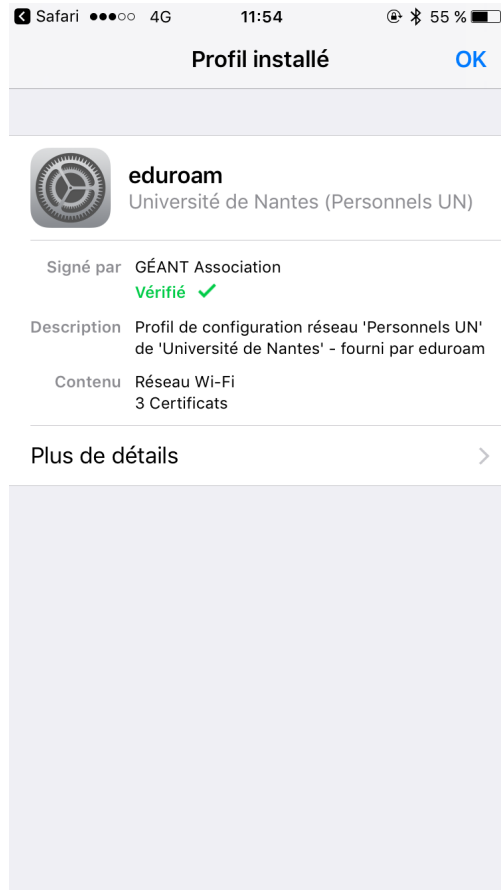 Safari 4G 11:54 55 %
Profil installé OK
eduroam
Université de Nantes (Personnels UN)
Signé par GÉANT Association
Vérifié
Description Profil de configuration réseau 'Personnels UN'
de 'Université de Nantes' - fourni par eduroam
Contenu Réseau Wi-Fi
3 Certificats
Plus de détails